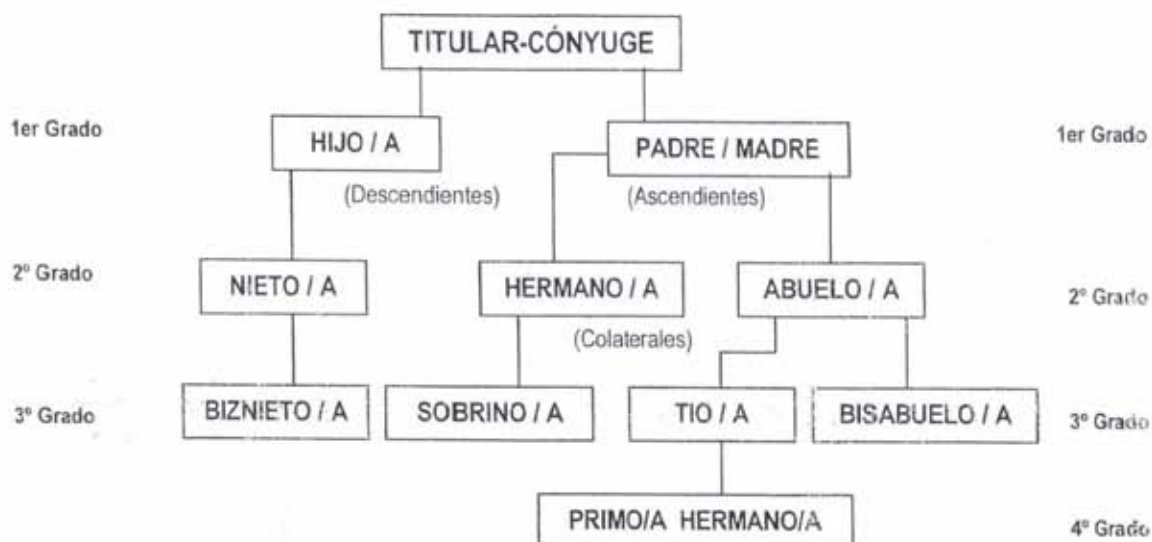 TITULAR-CÓNYUGE
1er Grado
HIJO / A
PADRE / MADRE
1er Grado
(Descendientes)
(Ascendientes)
2º Grado
NIETO / A
HERMANO / A
ABUELO / A
2º Grado
(Colaterales)
3º Grado
BIZNIETO / A
SOBRINO / A
TIO / A
BISABUELO / A
3º Grado
PRIMO/A HERMANO/A
4º Grado